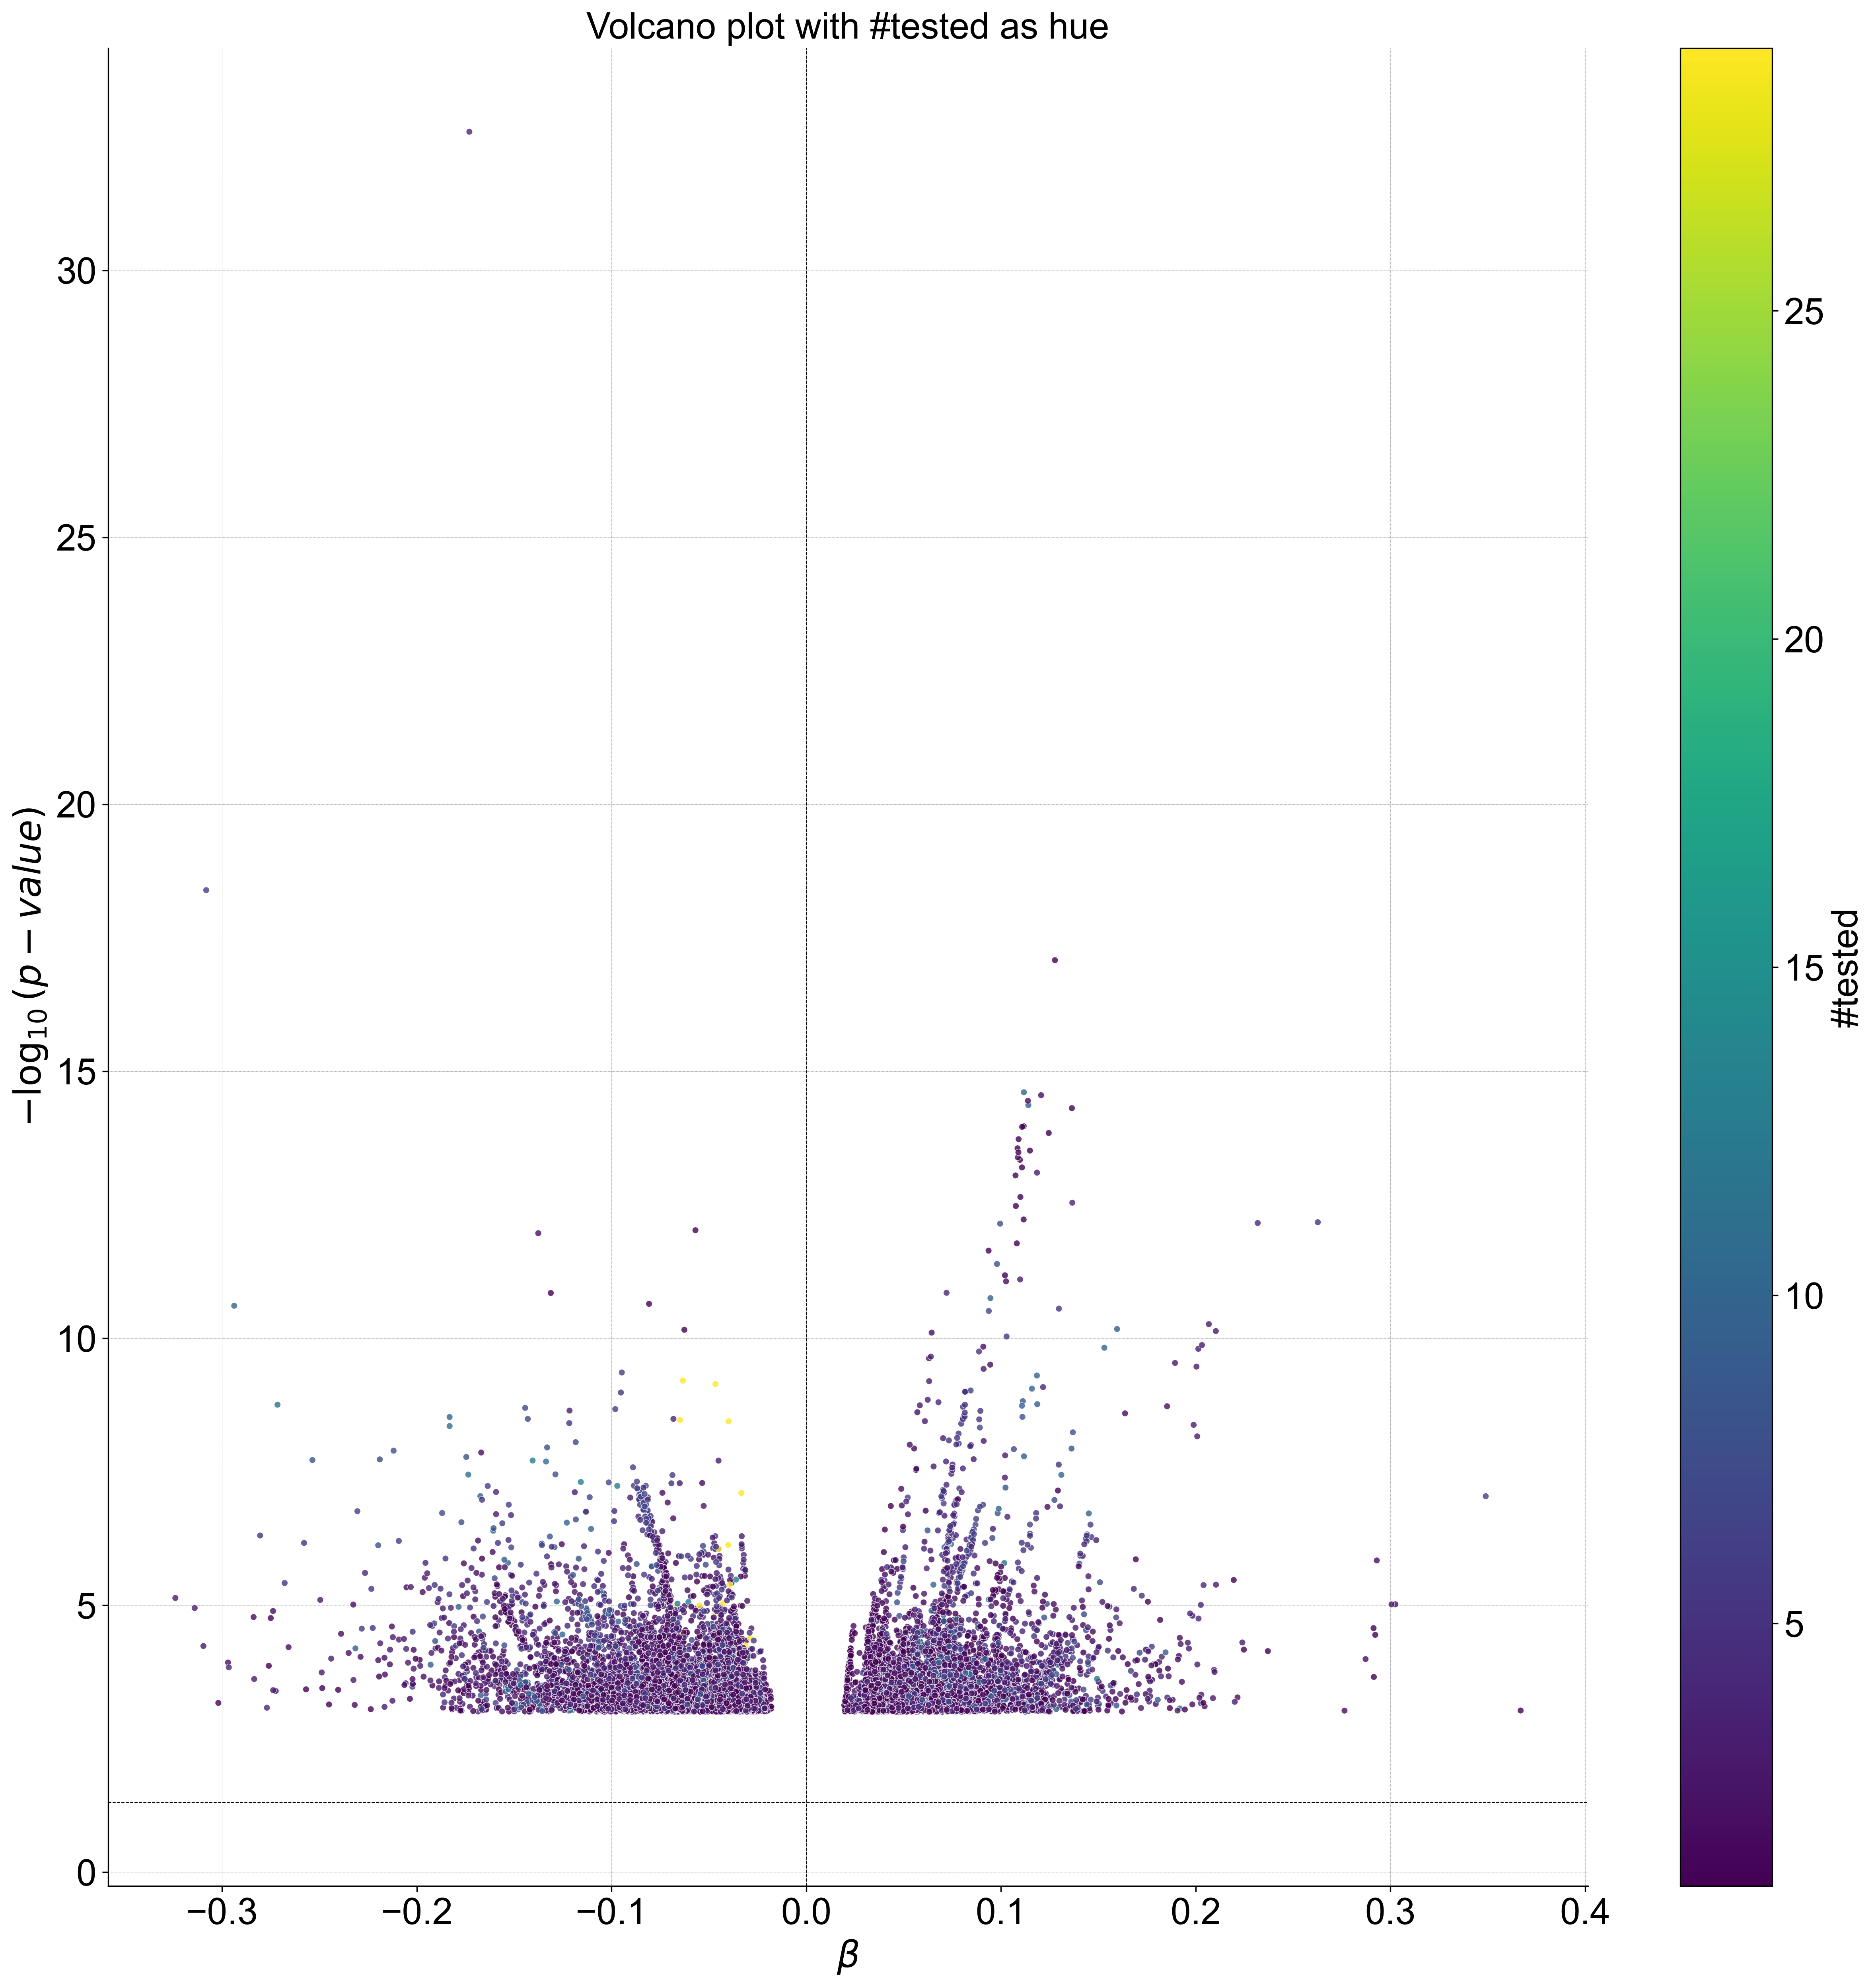 Volcano plot with #tested as hue
−log10 (p − value)
30
25
20
15
10
5
0
−0.3 −0.2 −0.1 0.0 0.1 0.2 0.3 0.4
β
25
20
15
10
5
#tested